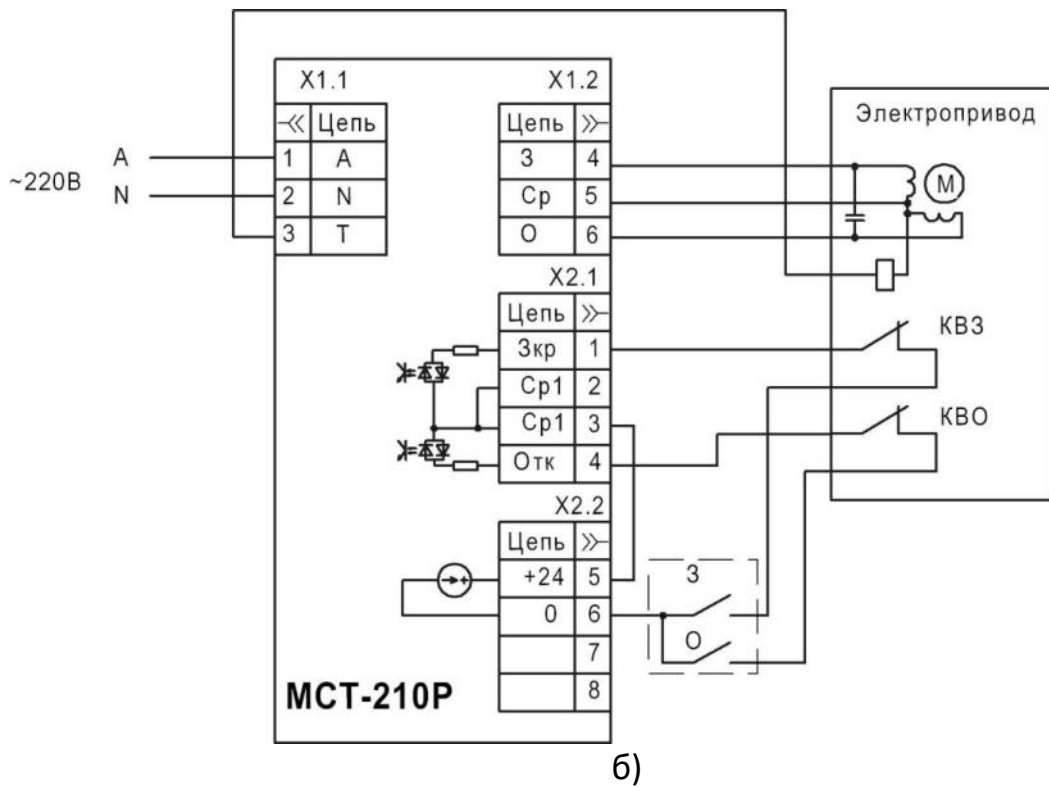 X1.1
Цепь
1 А
2 N
3 Т
А
N
~220В
X1.2
Цепь
З 4
Ср 5
О 6
X2.1
Цепь
Зкр 1
Ср1 2
Ср1 3
Отк 4
X2.2
Цепь
+24 5
0 6
7
8
МСТ-210Р
З
О
Электропривод
М
КВЗ
КВО
б)